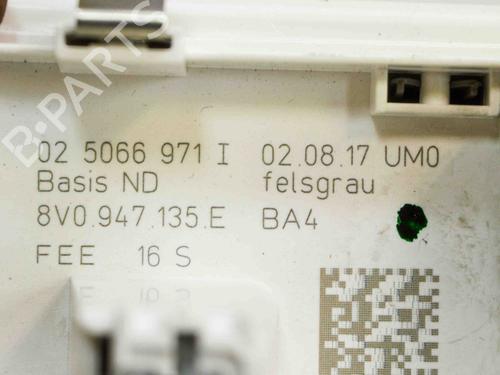 B-PARTS
02 5066 971 I 02.08.17 UM0
Basis ND felsgrau
8V0.947.135.E BA4
FEE 16 S